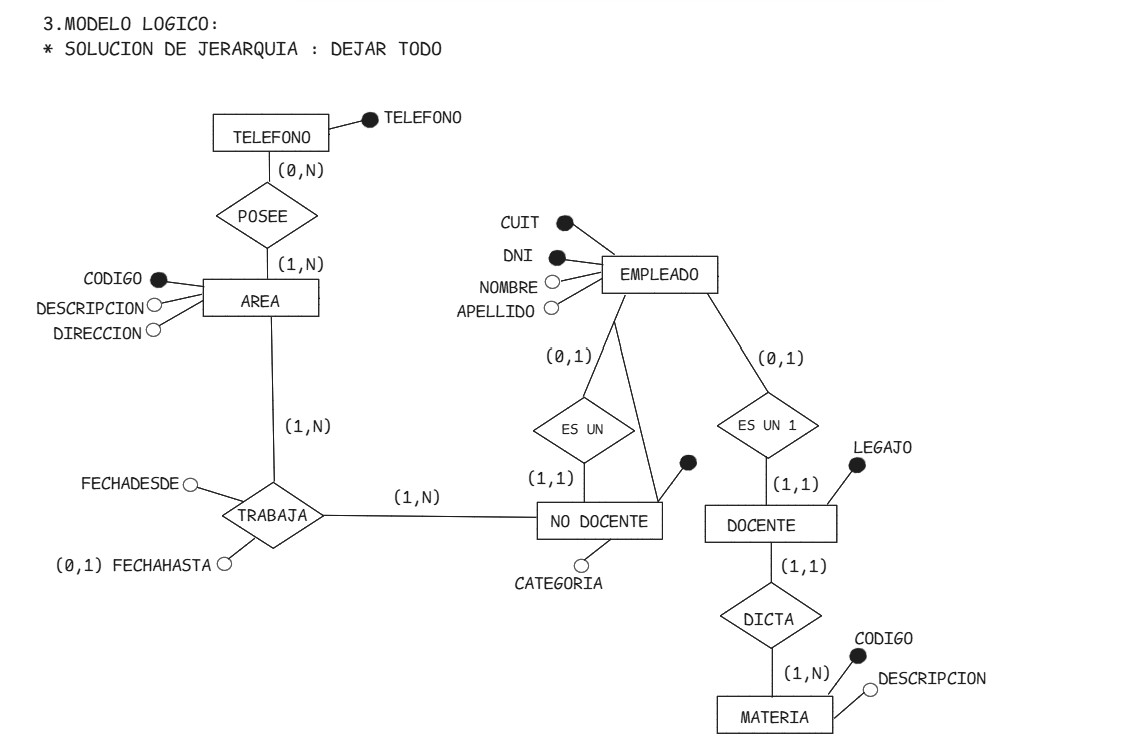 3.MODELO LOGICO:
* SOLUCION DE JERARQUIA : DEJAR TODO
TELEFONO
TELEFONO
(0,N)
POSEE
(1,N)
CODIGO
DESCRIPCION
DIRECCION
AREA
CUIT
DNI
NOMBRE
APELLIDO
EMPLEADO
(0,1)
(0,1)
ES UN
ES UN 1
(1,N)
LEGAJO
(1,1)
(1,1)
FECHADESDE
(1,N)
TRABAJA
NO DOCENTE
DOCENTE
(0,1) FECHAHASTA
CATEGORIA
(1,1)
DICTA
CODIGO
(1,N)
DESCRIPCION
MATERIA